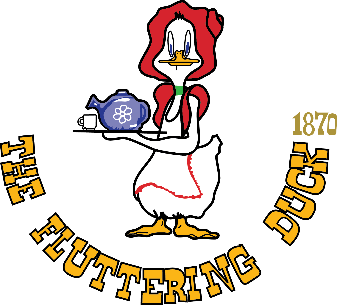 THE FLUTTERING DUCK
1870